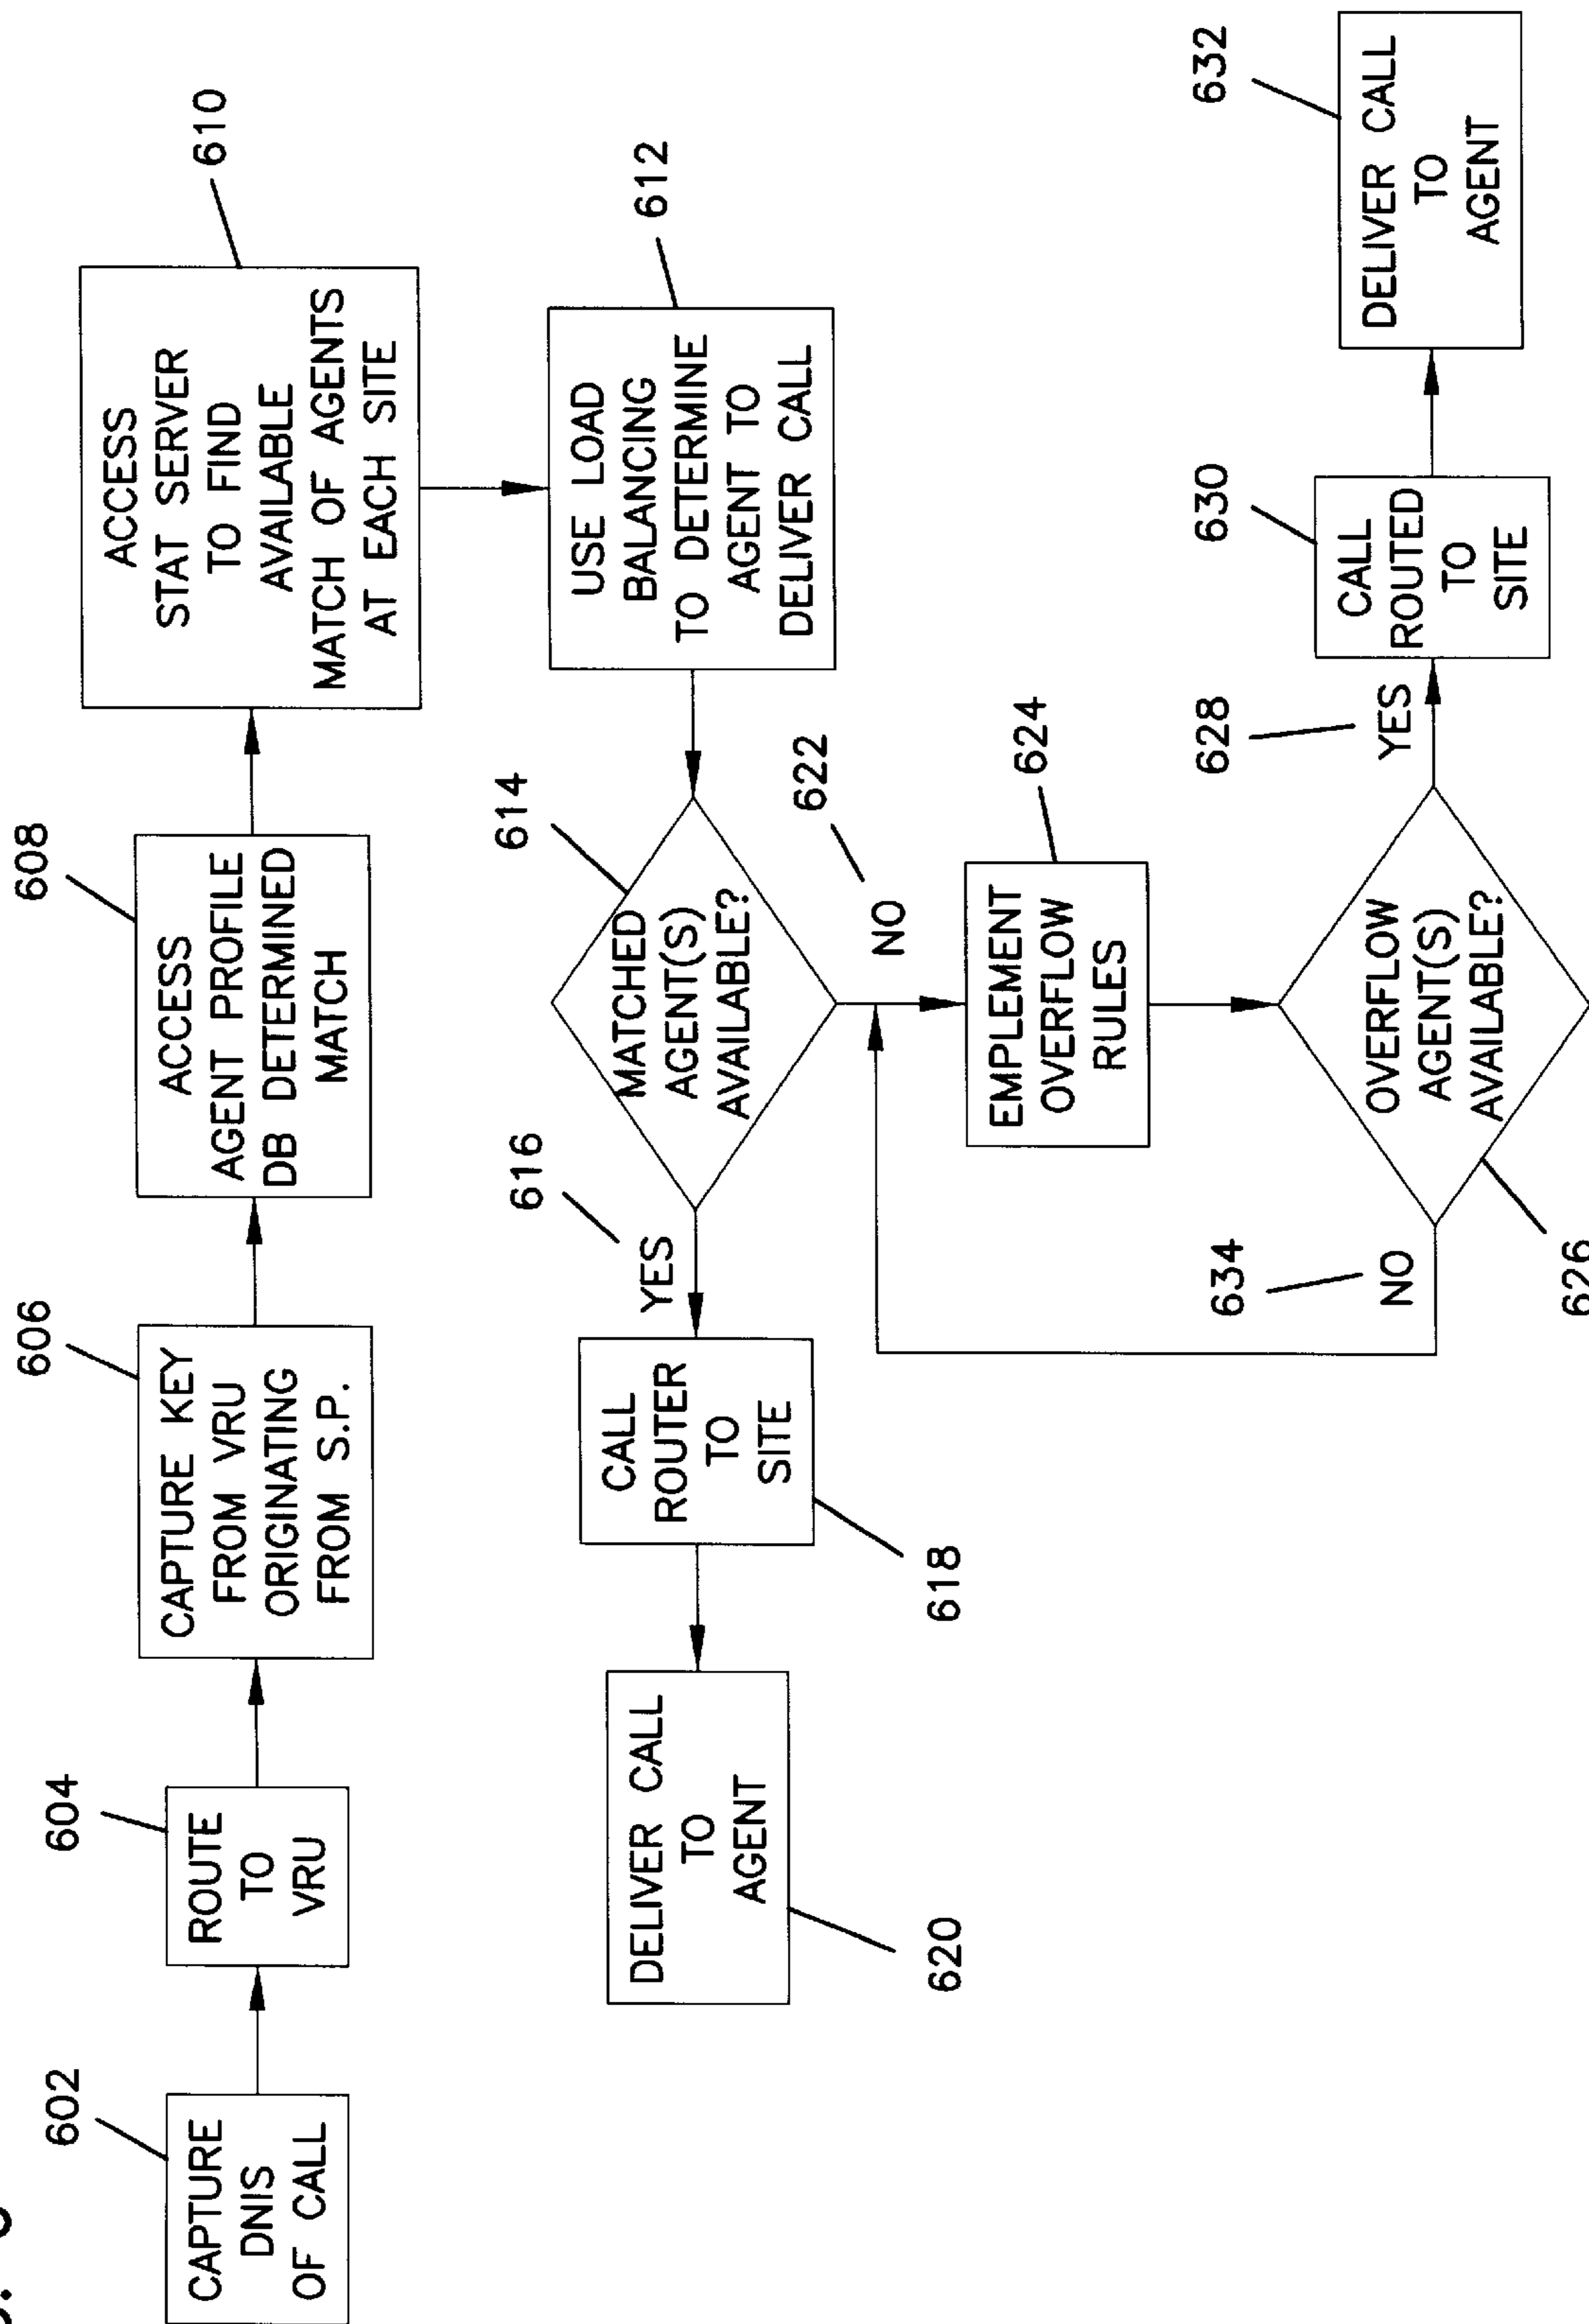 602
CAPTURE
DNIS
OF CALL
604
ROUTE
TO
VRU
606
CAPTURE KEY
FROM VRU
ORIGINATING
FROM S.P.
608
ACCESS
AGENT PROFILE
DB DETERMINED
MATCH
610
ACCESS
STAT SERVER
TO FIND
AVAILABLE
MATCH OF AGENTS
AT EACH SITE
612
USE LOAD
BALANCING
TO DETERMINE
AGENT TO
DELIVER CALL
614
MATCHED
AGENT(S)
AVAILABLE?
616
YES
CALL
ROUTER
TO
SITE
618
DELIVER CALL
TO
AGENT
620
622
NO
624
EMPLEMENT
OVERFLOW
RULES
OVERFLOW
AGENT(S)
AVAILABLE?
626
634
NO
628
YES
630
CALL
ROUTED
TO
SITE
632
DELIVER CALL
TO
AGENT